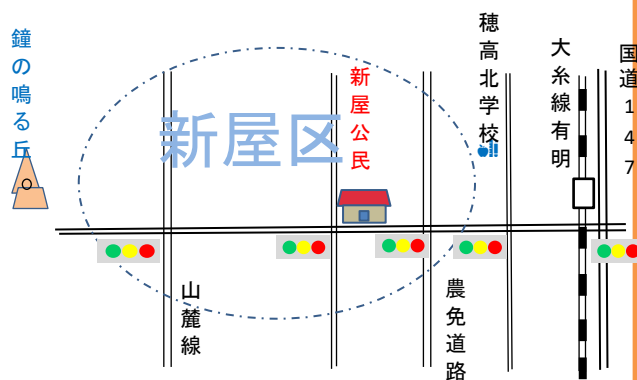 鐘の鳴る丘
新屋区
新屋公民
穂高北学校
大糸線有明
国道147
山麓線
農免道路